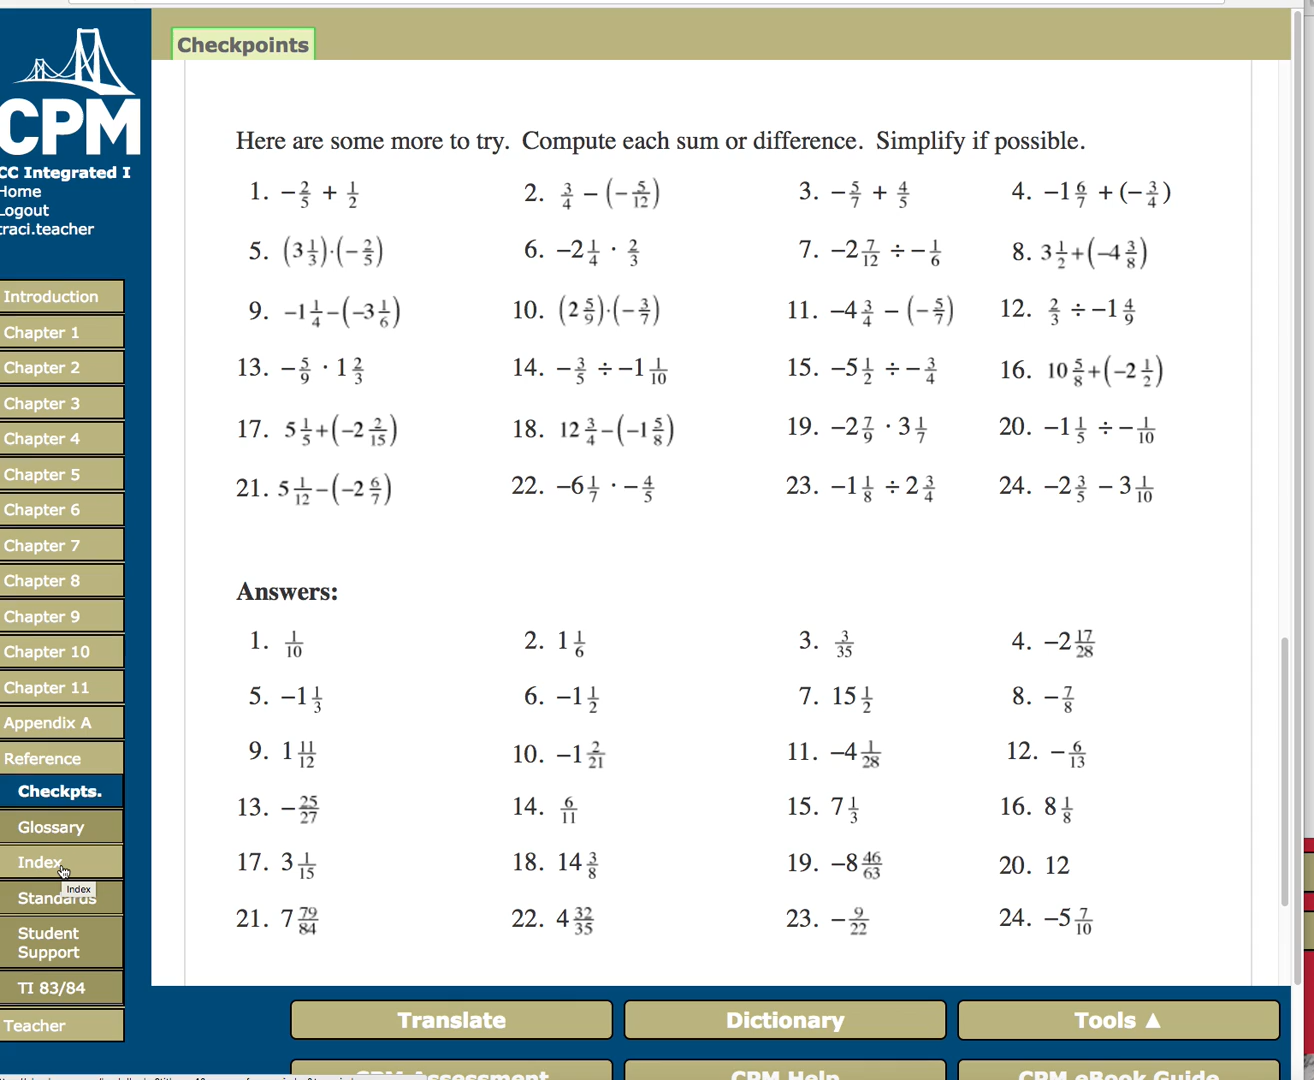 Checkpoints
CPM
CC Integrated I
Home
Logout
traci.teacher
Introduction
Chapter 1
Chapter 2
Chapter 3
Chapter 4
Chapter 5
Chapter 6
Chapter 7
Chapter 8
Chapter 9
Chapter 10
Chapter 11
Appendix A
Reference
Checkpts.
Glossary
Index
Index
Standards
Student
Support
TI 83/84
Teacher
Here are some more to try. Compute each sum or difference. Simplify if possible.
1. −2/5 + 1/2 2. 3/4 − (−5/12) 3. −5/7 + 4/5 4. −1 6/7 + (−3/4)
5. (3 1/3)·(−2/5) 6. −2 1/4 · 2/3 7. −2 7/12 ÷ −1/6 8. 3 1/2+(−4 3/8)
9. −1 1/4−(−3 1/6) 10. (2 5/9)·(−3/7) 11. −4 3/4 − (−5/7) 12. 2/3 ÷ −1 4/9
13. −5/9 · 1 2/3 14. −3/5 ÷ −1 1/10 15. −5 1/2 ÷ −3/4 16. 10 5/8+(−2 1/2)
17. 5 1/5+(−2 2/15) 18. 12 3/4−(−1 5/8) 19. −2 7/9 · 3 1/7 20. −1 1/5 ÷ −1/10
21. 5 1/12−(−2 6/7) 22. −6 1/7 · −4/5 23. −1 1/8 ÷ 2 3/4 24. −2 3/5 − 3 1/10
Answers:
1. 1/10 2. 1 1/6 3. 3/35 4. −2 17/28
5. −1 1/3 6. −1 1/2 7. 15 1/2 8. −7/8
9. 1 11/12 10. −1 2/21 11. −4 1/28 12. −6/13
13. −25/27 14. 6/11 15. 7 1/3 16. 8 1/8
17. 3 1/15 18. 14 3/8 19. −8 46/63 20. 12
21. 7 79/84 22. 4 32/35 23. −9/22 24. −5 7/10
Translate Dictionary Tools ▲
CPM Assessment CPM Help CPM eBook Guide